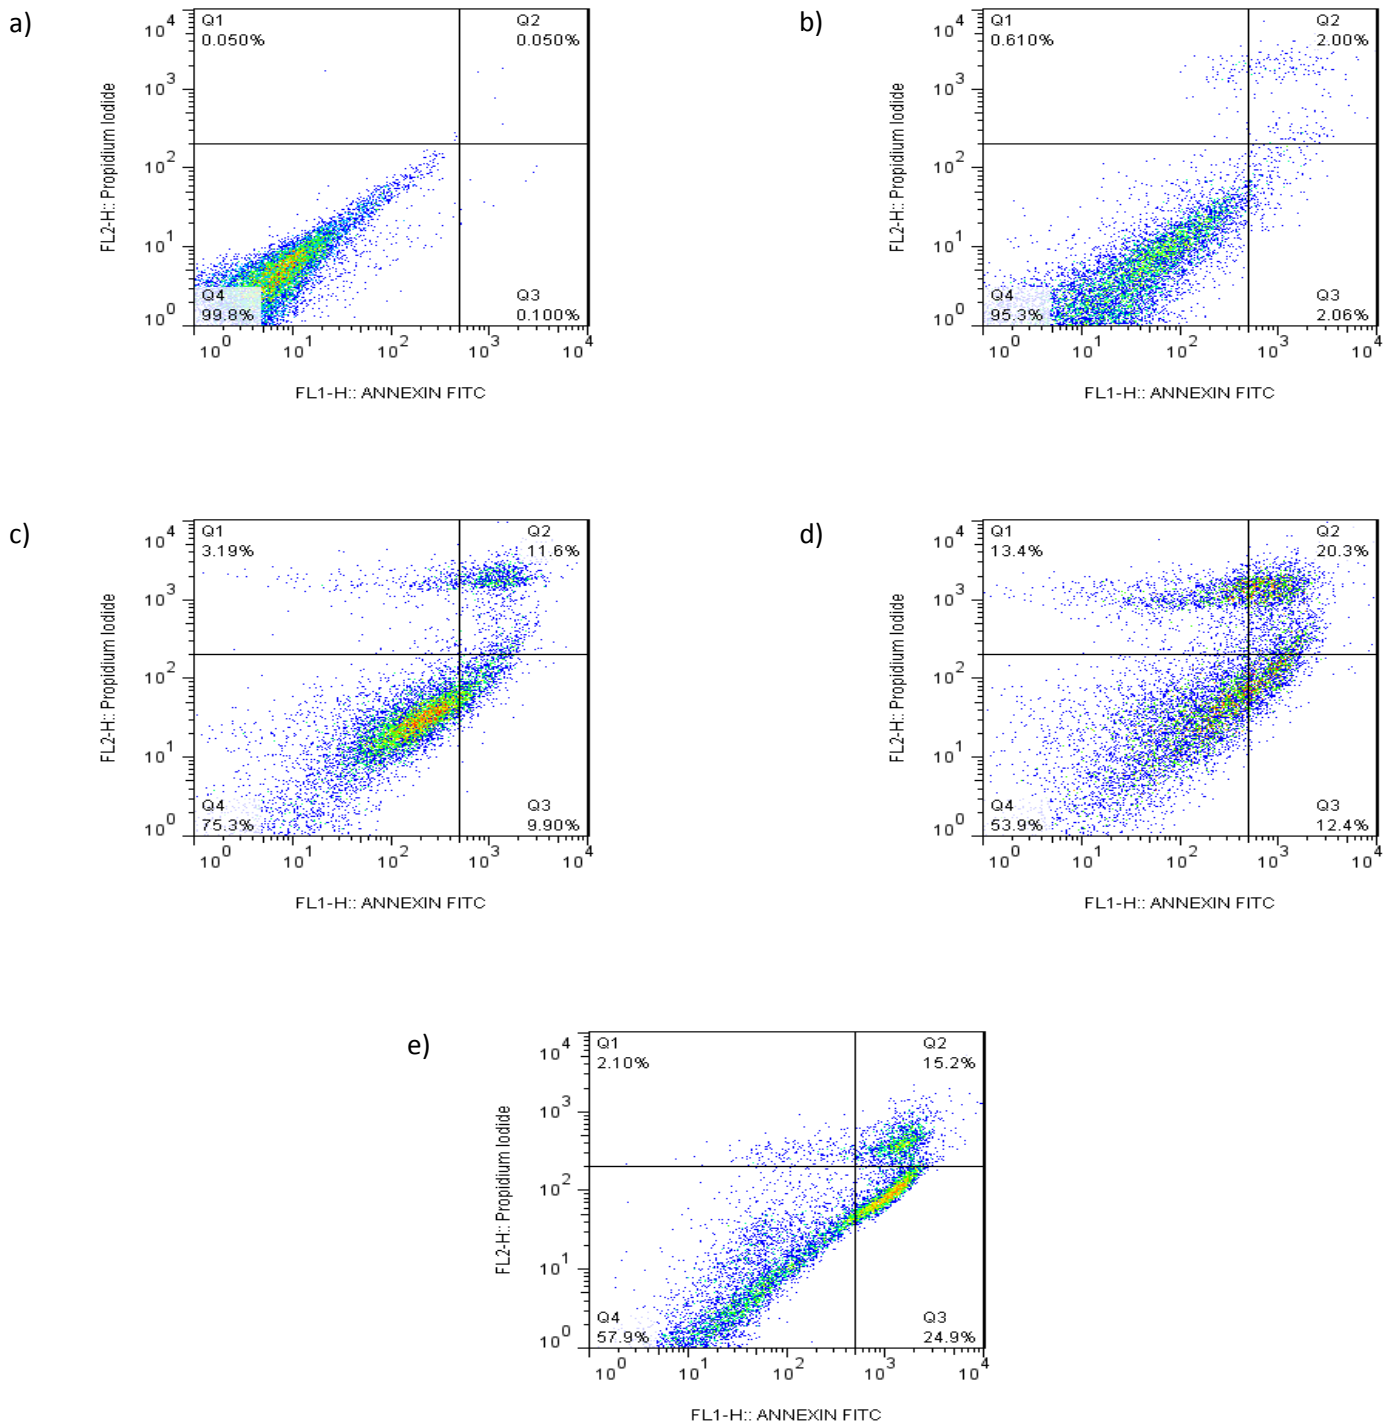 a)
Q1
0.050%
Q2
0.050%
Q4
99.8%
Q3
0.100%
10^4
10^3
10^2
10^1
10^0
FL2-H:: Propidium Iodide
10^0 10^1 10^2 10^3 10^4
FL1-H:: ANNEXIN FITC
b)
Q1
0.610%
Q2
2.00%
Q4
95.3%
Q3
2.06%
10^4
10^3
10^2
10^1
10^0
FL2-H:: Propidium Iodide
10^0 10^1 10^2 10^3 10^4
FL1-H:: ANNEXIN FITC
c)
Q1
3.19%
Q2
11.6%
Q4
75.3%
Q3
9.90%
10^4
10^3
10^2
10^1
10^0
FL2-H:: Propidium Iodide
10^0 10^1 10^2 10^3 10^4
FL1-H:: ANNEXIN FITC
d)
Q1
13.4%
Q2
20.3%
Q4
53.9%
Q3
12.4%
10^4
10^3
10^2
10^1
10^0
FL2-H:: Propidium Iodide
10^0 10^1 10^2 10^3 10^4
FL1-H:: ANNEXIN FITC
e)
Q1
2.10%
Q2
15.2%
Q4
57.9%
Q3
24.9%
10^4
10^3
10^2
10^1
10^0
FL2-H:: Propidium Iodide
10^0 10^1 10^2 10^3 10^4
FL1-H:: ANNEXIN FITC